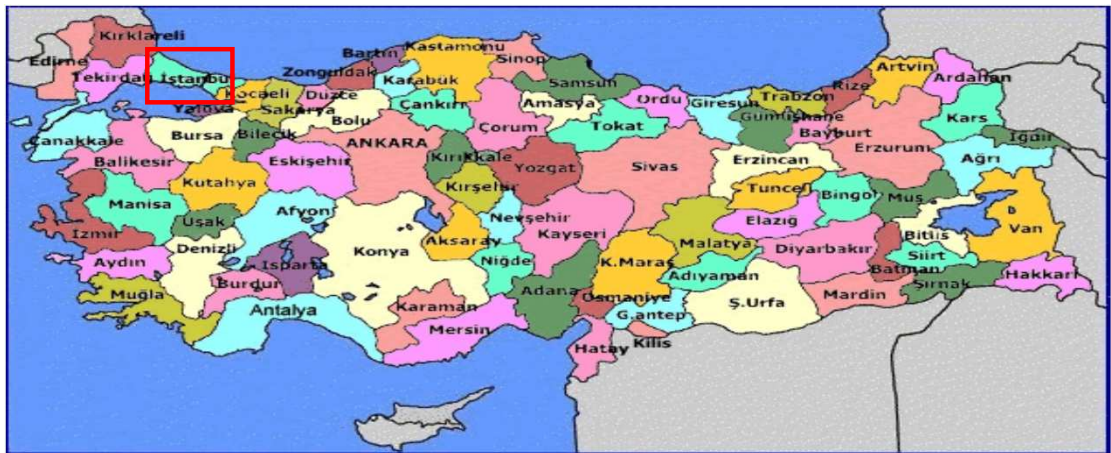 Kırklareli
Edirne
Tekirdağ
İstanbul
Kocaeli
Yalova
Sakarya
Düzce
Zonguldak
Bartın
Karabük
Kastamonu
Sinop
Samsun
Ordu
Giresun
Trabzon
Rize
Artvin
Ardahan
Çanakkale
Bursa
Bilecik
Bolu
ANKARA
Çankırı
Çorum
Amasya
Tokat
Gümüşhane
Bayburt
Erzurum
Kars
Iğdır
Balikesir
Kutahya
Eskişehir
Kırıkkale
Kırşehir
Yozgat
Sivas
Erzincan
Tunceli
Bingöl
Muş
Ağrı
Manisa
Uşak
Afyon
Konya
Aksaray
Nevşehir
Kayseri
Malatya
Elazığ
Diyarbakır
Bitlis
Van
İzmir
Aydın
Denizli
Isparta
Burdur
Niğde
K.Maraş
Adıyaman
Batman
Siirt
Şırnak
Hakkari
Muğla
Antalya
Karaman
Mersin
Adana
Osmaniye
G.antep
Ş.Urfa
Mardin
Hatay
Kilis